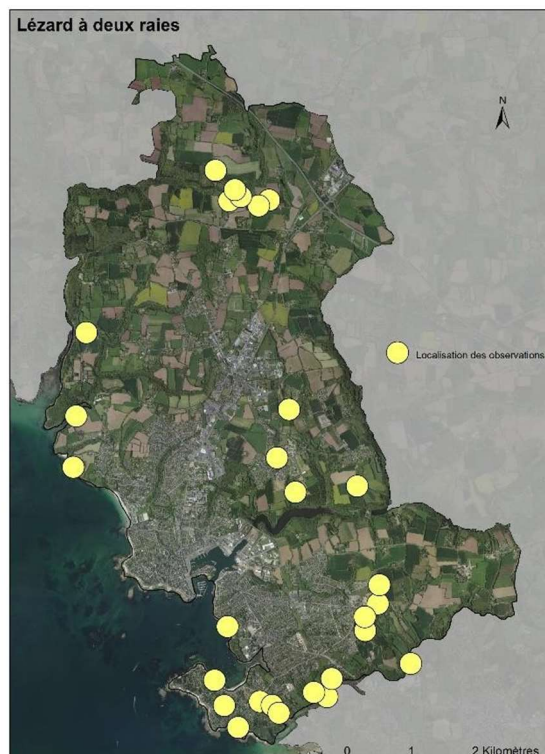 Lézard à deux raies
N
Localisation des observations
0 1 2 Kilomètres